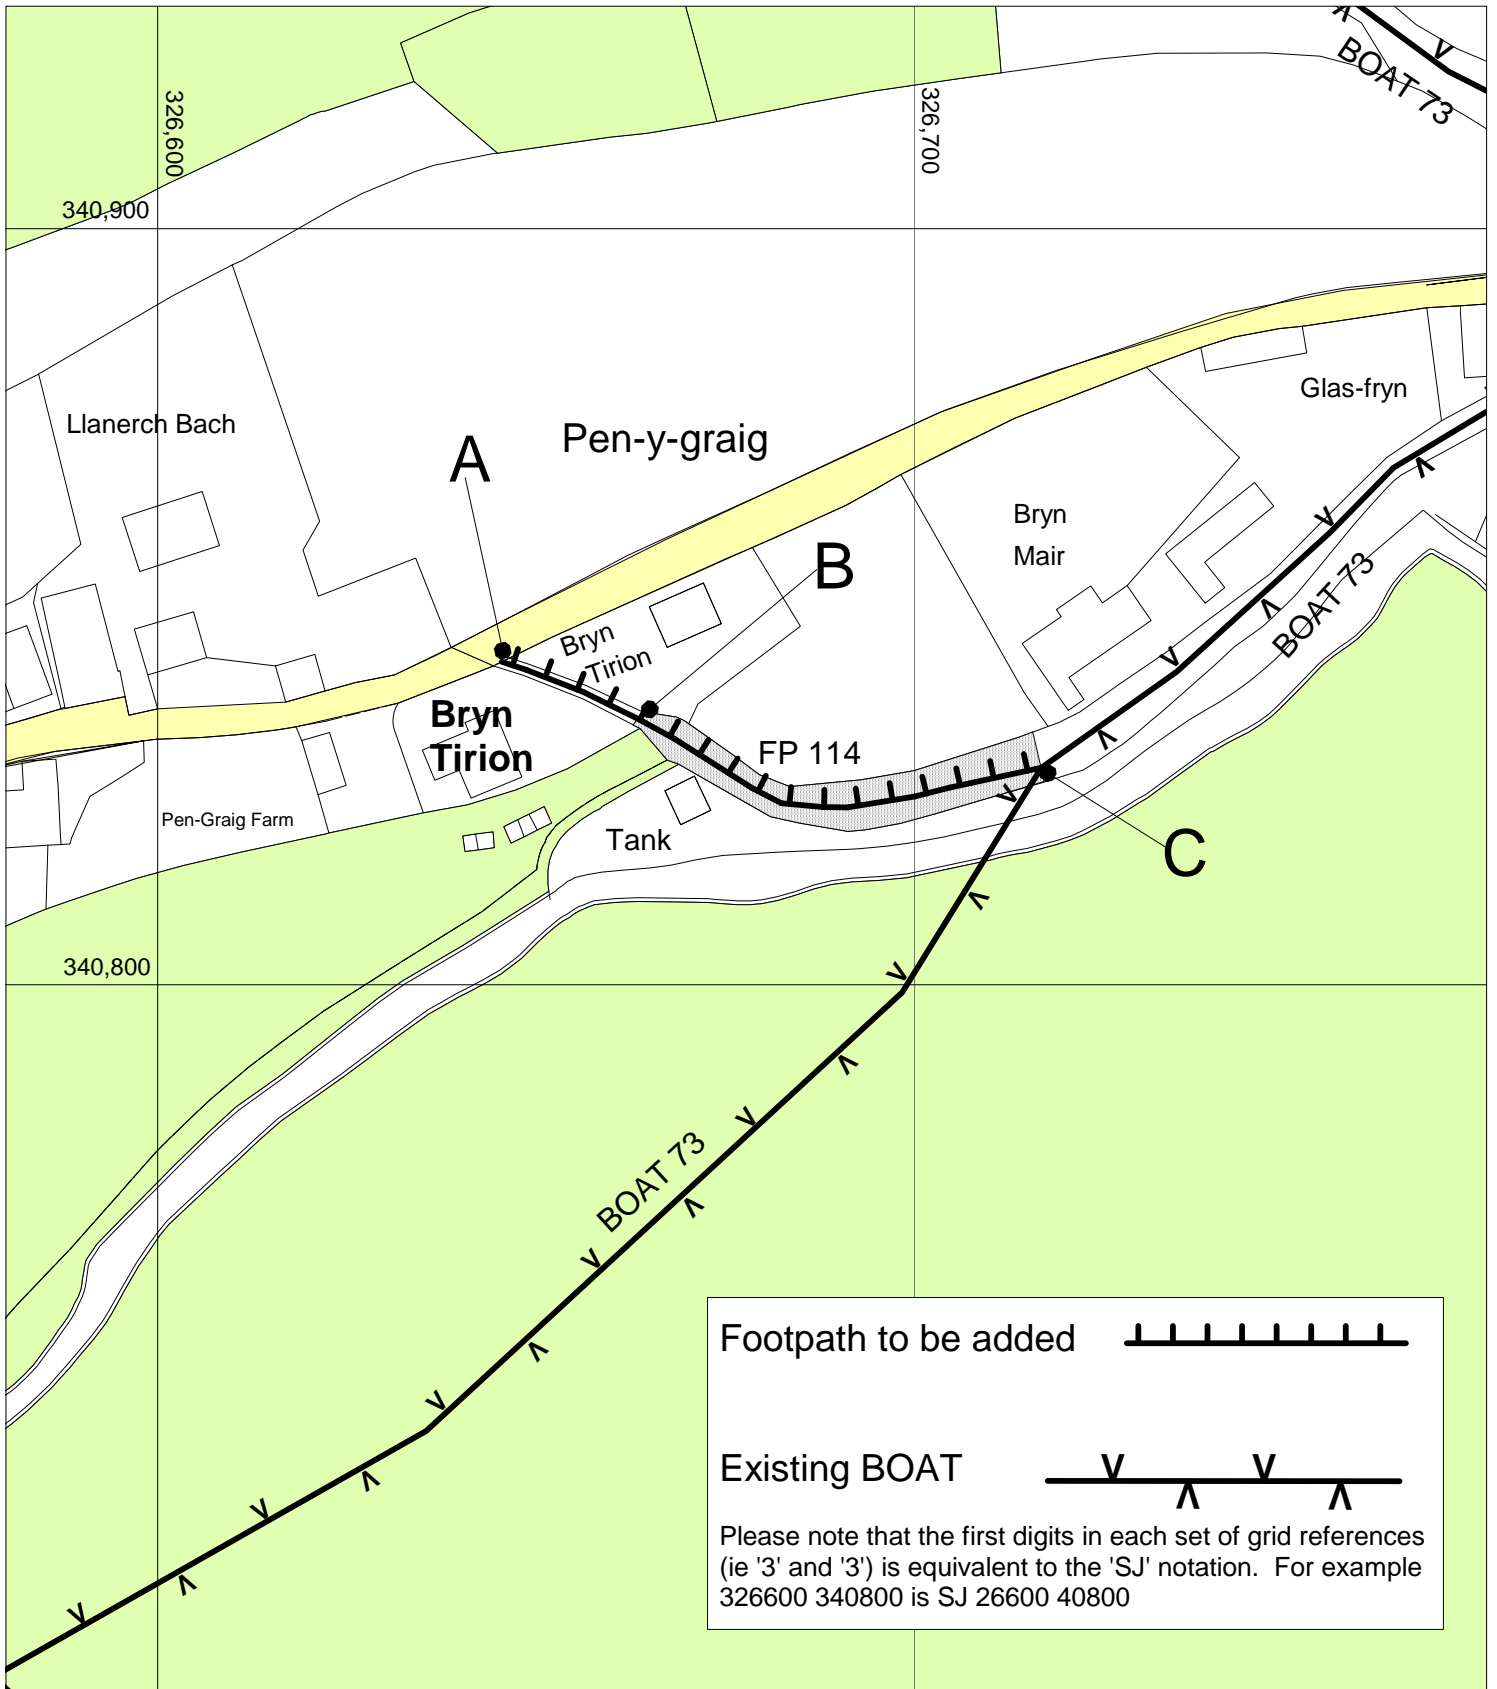 BOAT 73
326,600
326,700
340,900
Glas-fryn
Llanerch Bach
A
Pen-y-graig
Bryn
Mair
B
BOAT 73
Bryn
Tirion
Bryn
Tirion
FP 114
Pen-Graig Farm
Tank
C
340,800
BOAT 73
Footpath to be added
Existing BOAT
Please note that the first digits in each set of grid references
(ie '3' and '3') is equivalent to the 'SJ' notation.  For example
326600 340800 is SJ 26600 40800